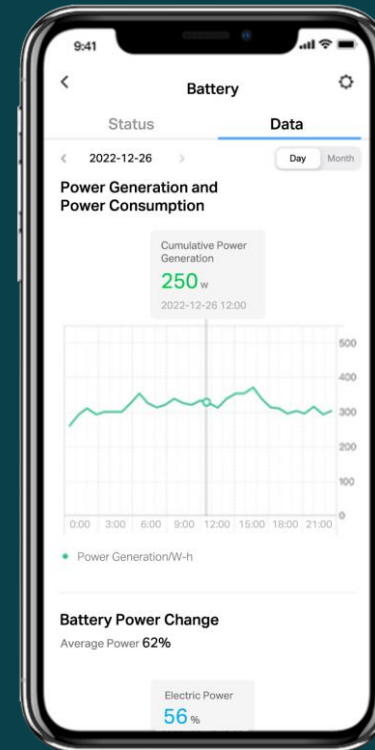 9:41
Battery
Status Data
2022-12-26 Day Month
Power Generation and
Power Consumption
Cumulative Power
Generation
250 w
2022-12-26 12:00
500
400
300
200
100
0
0:00 3:00 6:00 9:00 12:00 15:00 18:00 21:00
Power Generation/W-h
Battery Power Change
Average Power 62%
Electric Power
56 %